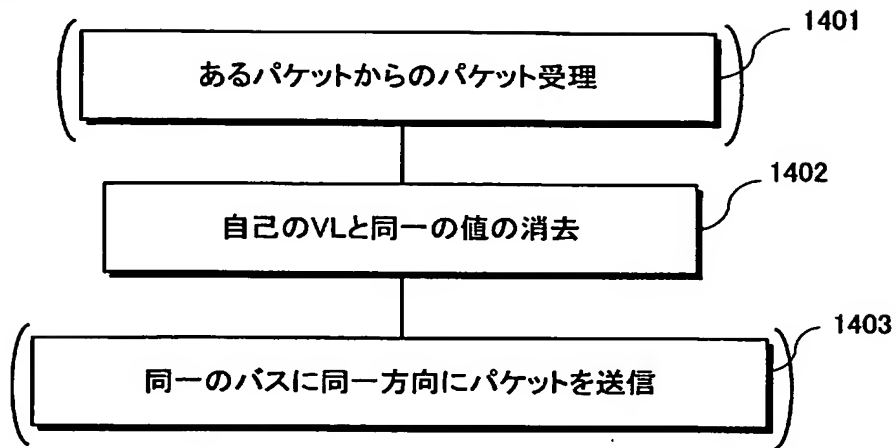 1401
あるパケットからのパケット受理
1402
自己のVLと同一の値の消去
1403
同一のバスに同一方向にパケットを送信